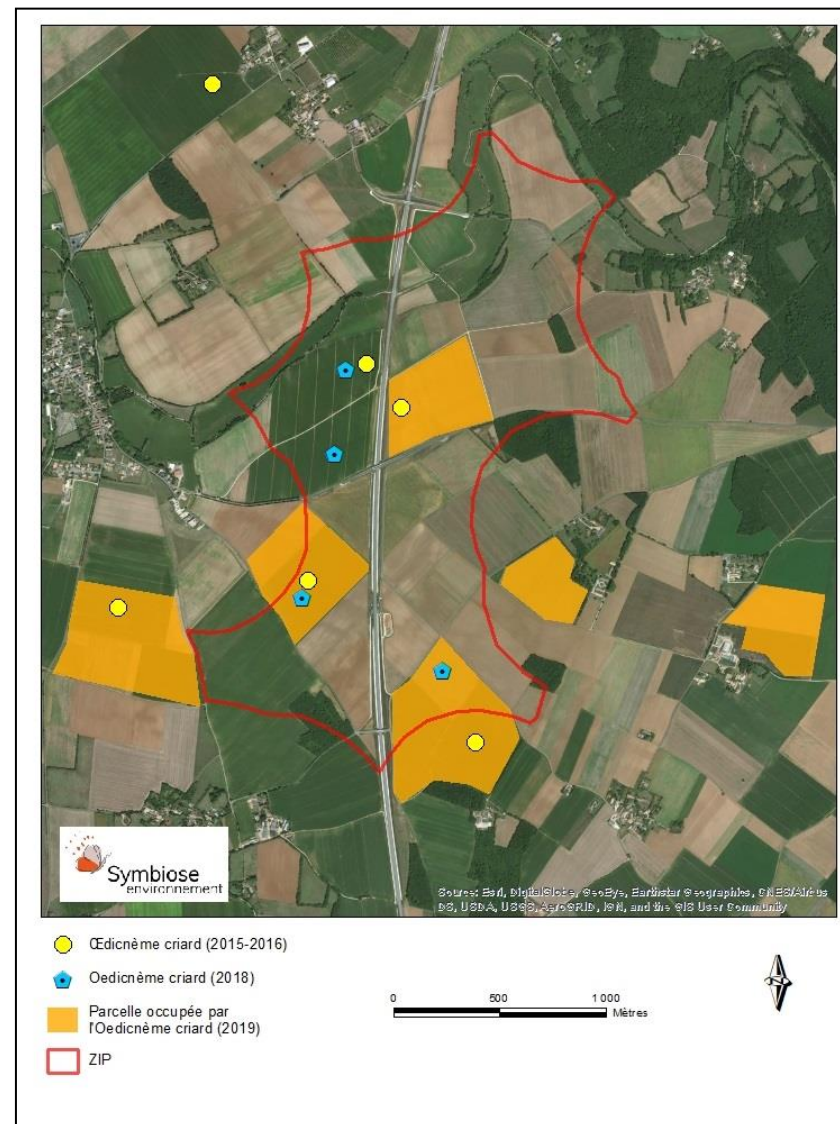 Symbiose
environnement
Source: Esri, DigitalGlobe, GeoEye, Earthstar Geographics, CNES/Airbus
DS, USDA, USGS, AeroGRID, IGN, and the GIS User Community
Œdicnème criard (2015-2016)
Oedicnème criard (2018)
Parcelle occupée par
l'Oedicnème criard (2019)
ZIP
0 500 1 000
Mètres